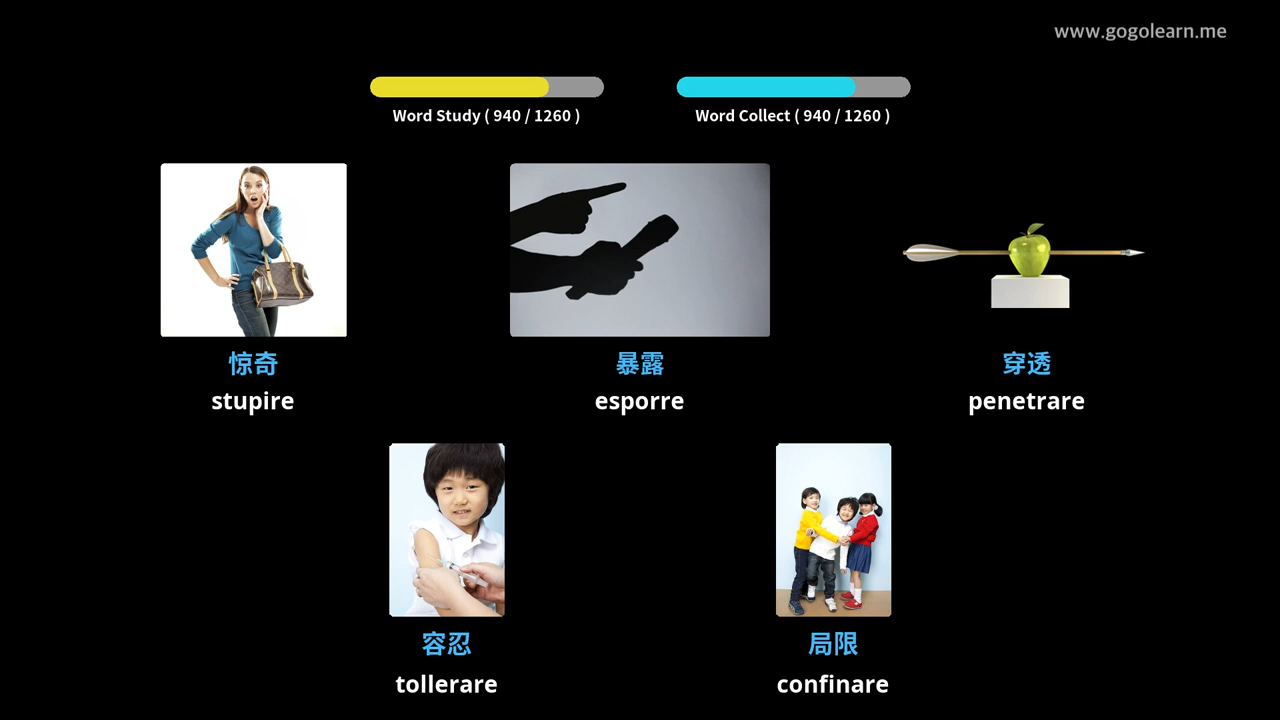 www.gogolearn.me
Word Study ( 940 / 1260 )
Word Collect ( 940 / 1260 )
惊奇
stupire
暴露
esporre
穿透
penetrare
容忍
tollerare
局限
confinare